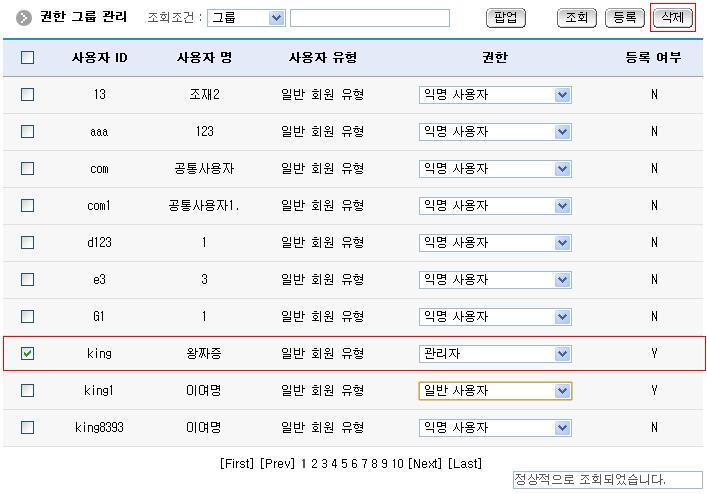 권한 그룹 관리 조회조건 : 그룹 팝업 조회 등록 삭제
사용자 ID 사용자 명 사용자 유형 권한 등록 여부
13 조재2 일반 회원 유형 익명 사용자 N
aaa 123 일반 회원 유형 익명 사용자 N
com 공통사용자 일반 회원 유형 익명 사용자 N
com1 공통사용자1. 일반 회원 유형 익명 사용자 N
d123 1 일반 회원 유형 익명 사용자 N
e3 3 일반 회원 유형 익명 사용자 N
G1 1 일반 회원 유형 익명 사용자 N
king 왕짜증 일반 회원 유형 관리자 Y
king1 이여명 일반 회원 유형 일반 사용자 Y
king8393 이여명 일반 회원 유형 익명 사용자 N
[First] [Prev] 1 2 3 4 5 6 7 8 9 10 [Next] [Last]
정상적으로 조회되었습니다.